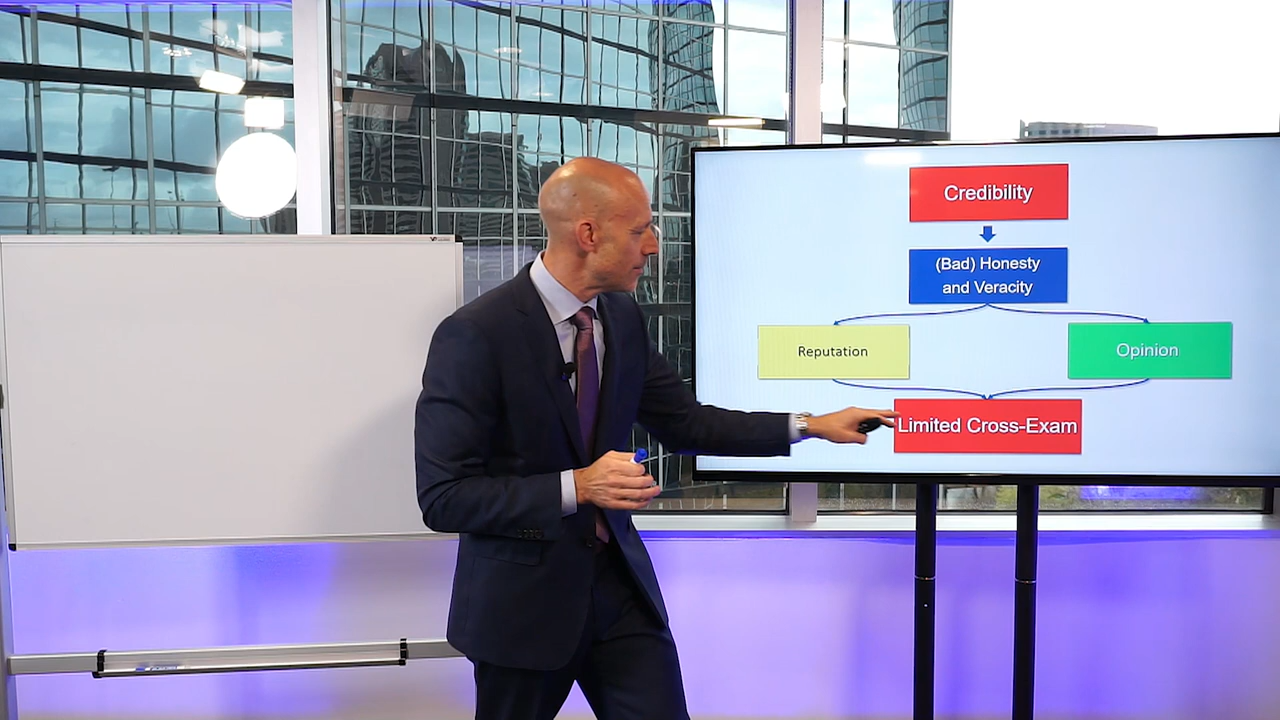 Credibility
(Bad) Honesty
and Veracity
Reputation
Opinion
Limited Cross-Exam